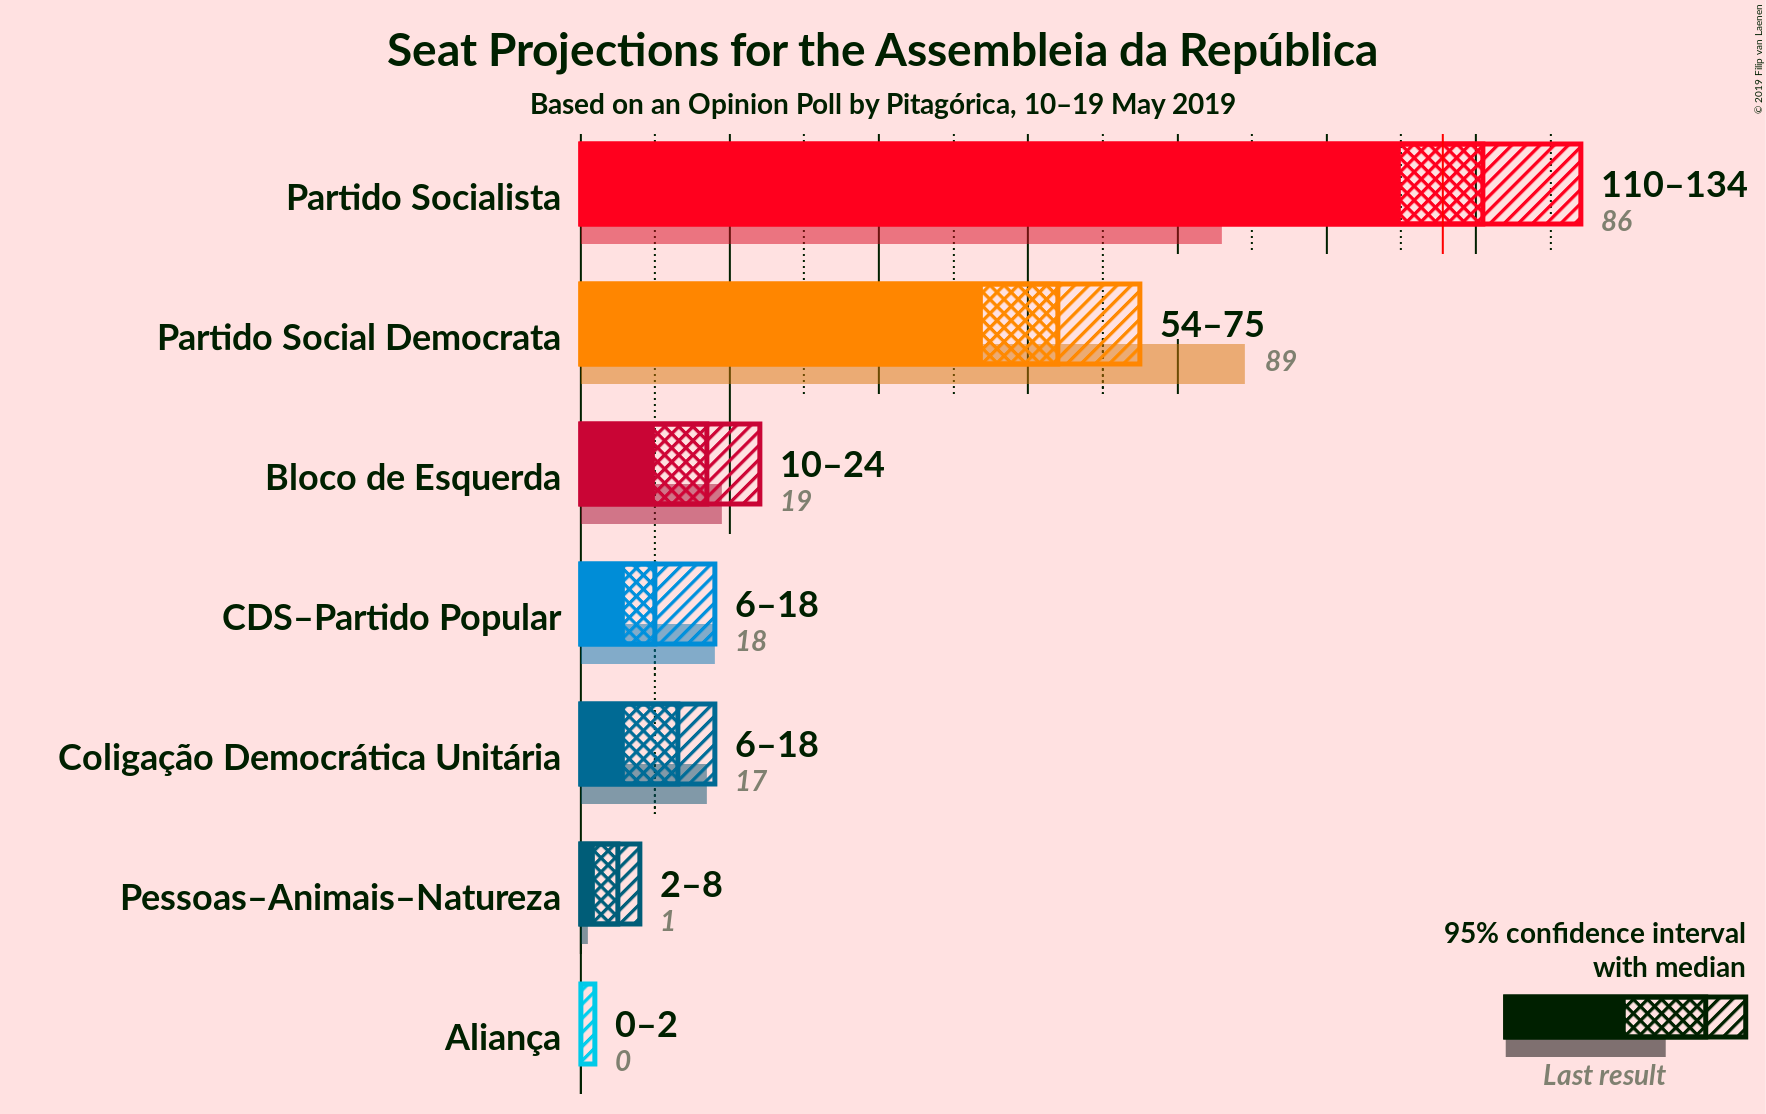 Seat Projections for the Assembleia da República
Based on an Opinion Poll by Pitagórica, 10–19 May 2019
© 2019 Filip van Laenen
Partido Socialista
110–134
86
Partido Social Democrata
54–75
89
Bloco de Esquerda
10–24
19
CDS–Partido Popular
6–18
18
Coligação Democrática Unitária
6–18
17
Pessoas–Animais–Natureza
2–8
1
Aliança
0–2
0
95% confidence interval
with median
Last result